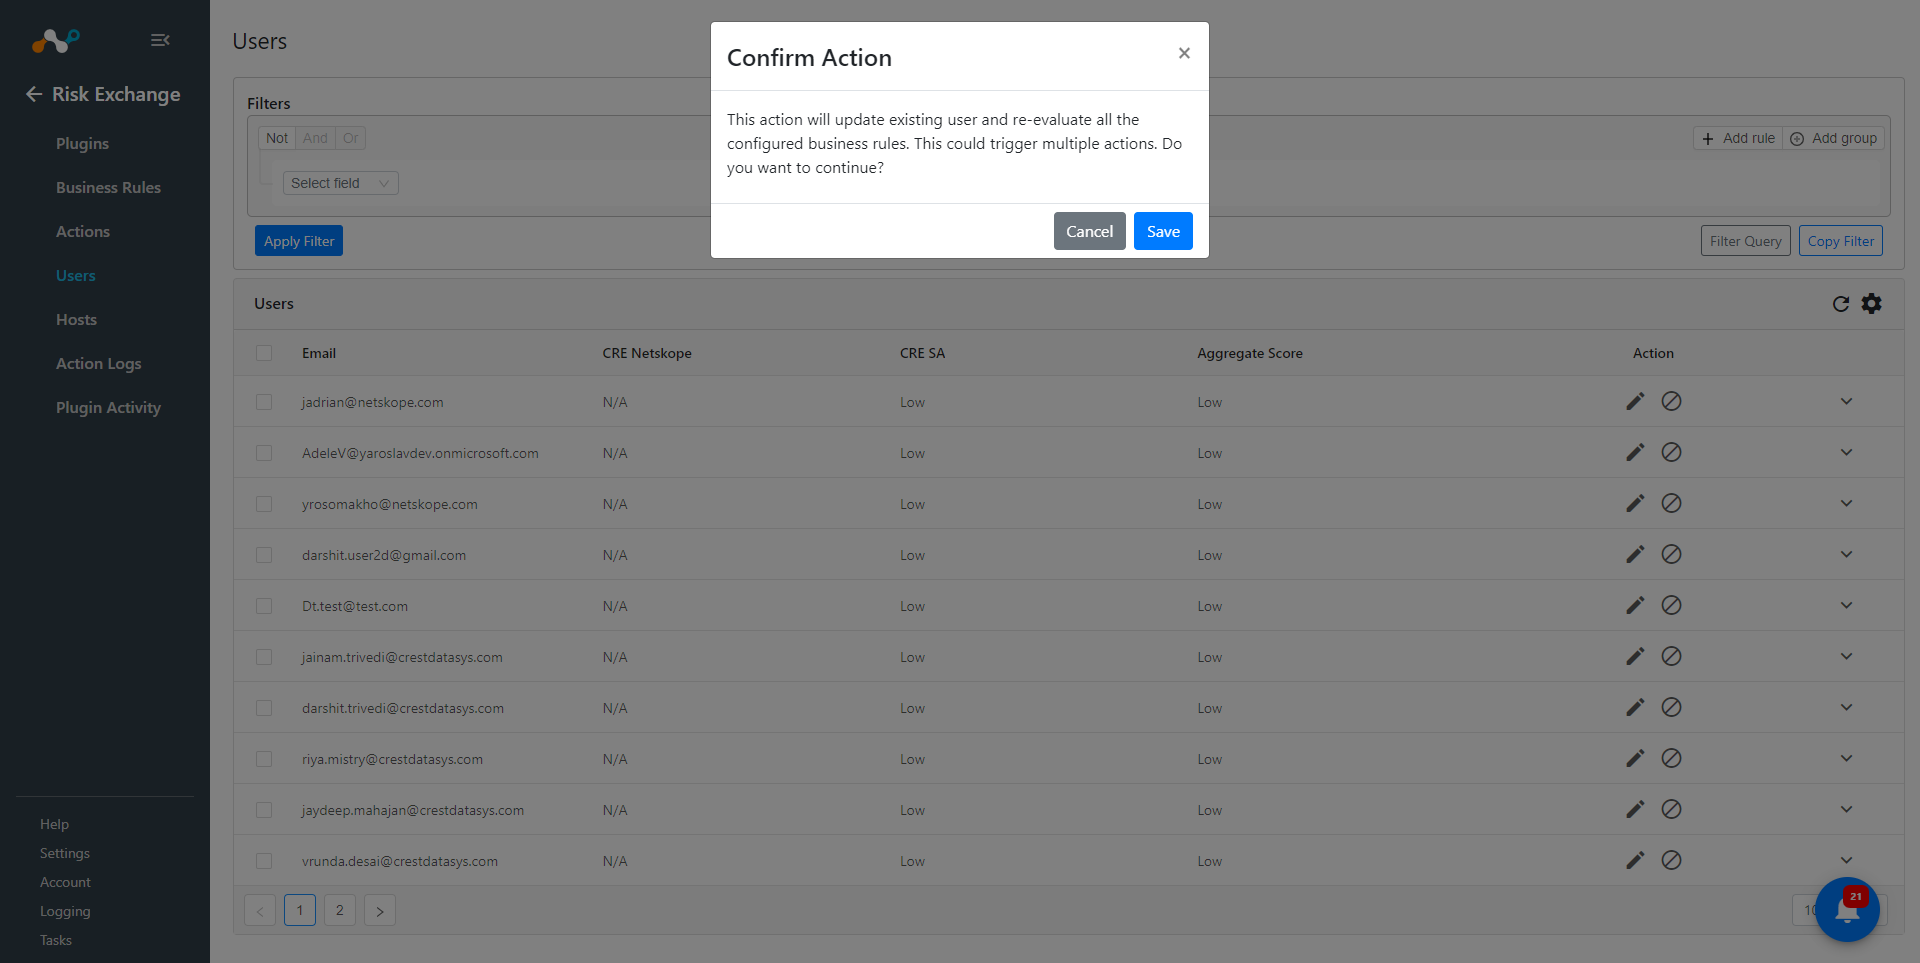 Risk Exchange
Plugins
Business Rules
Actions
Users
Hosts
Action Logs
Plugin Activity
Help
Settings
Account
Logging
Tasks
Users
Filters
Not And Or
Add rule Add group
Select field
Apply Filter
Filter Query Copy Filter
Confirm Action
×
This action will update existing user and re-evaluate all the
configured business rules. This could trigger multiple actions. Do
you want to continue?
Cancel Save
Users
Email CRE Netskope CRE SA Aggregate Score Action
jadrian@netskope.com N/A Low Low
AdeleV@yaroslavdev.onmicrosoft.com N/A Low Low
yrosomakho@netskope.com N/A Low Low
darshit.user2d@gmail.com N/A Low Low
Dt.test@test.com N/A Low Low
jainam.trivedi@crestdatasys.com N/A Low Low
darshit.trivedi@crestdatasys.com N/A Low Low
riya.mistry@crestdatasys.com N/A Low Low
jaydeep.mahajan@crestdatasys.com N/A Low Low
vrunda.desai@crestdatasys.com N/A Low Low
< 1 2 >
21